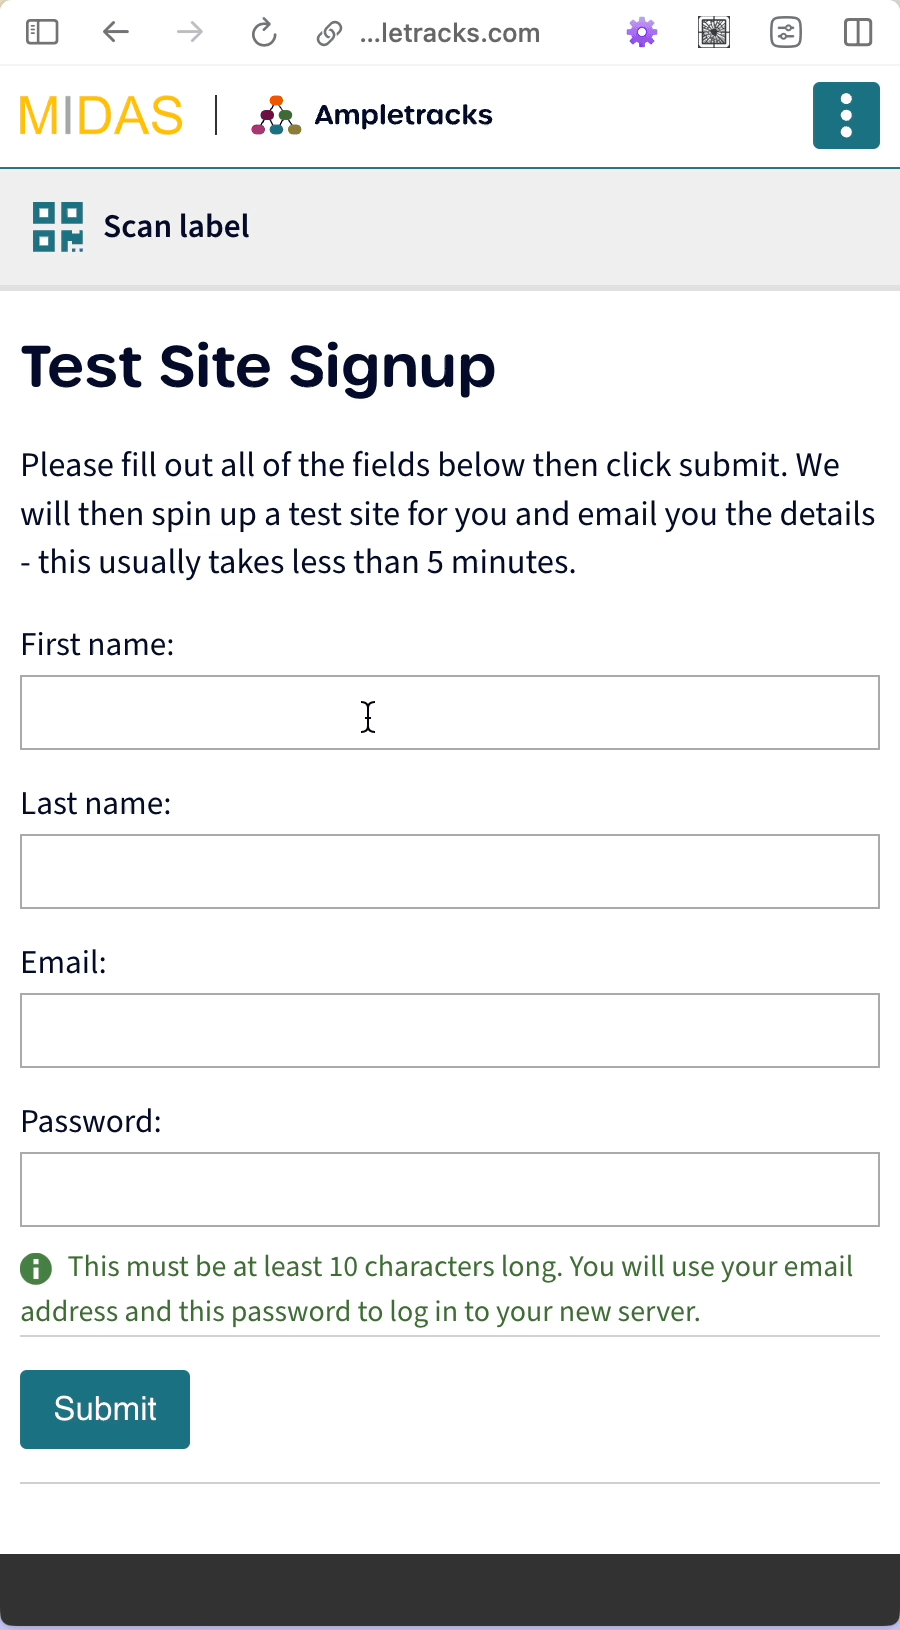 ...letracks.com
MIDAS
Ampletracks
Scan label
Test Site Signup
Please fill out all of the fields below then click submit. We
will then spin up a test site for you and email you the details
- this usually takes less than 5 minutes.
First name:
Last name:
Email:
Password:
This must be at least 10 characters long. You will use your email
address and this password to log in to your new server.
Submit